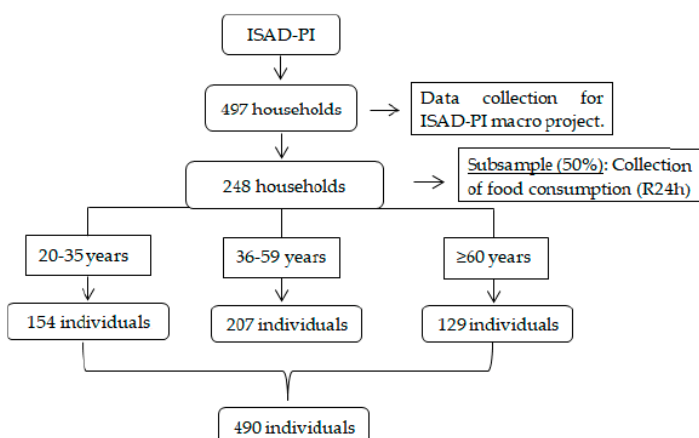 ISAD-PI
497 households
Data collection for
ISAD-PI macro project.
248 households
Subsample (50%): Collection
of food consumption (R24h)
20-35 years
36-59 years
≥60 years
154 individuals
207 individuals
129 individuals
490 individuals